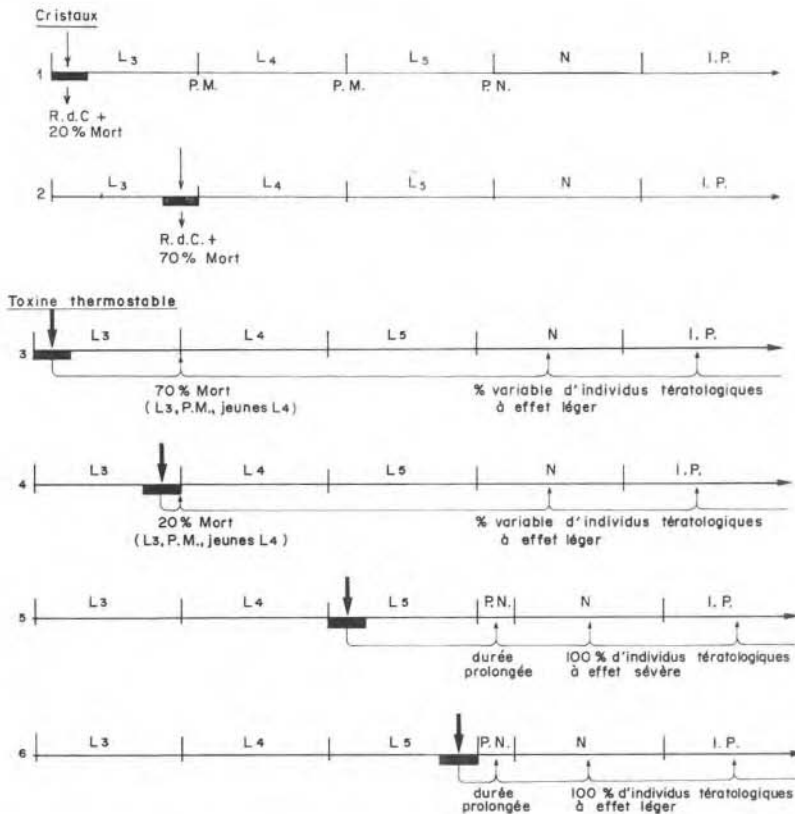 Cristaux
L3 L4 L5 N I.P.
1
P.M. P.M. P.N.
R.d.C +
20% Mort
L3 L4 L5 N I.P.
2
R.d.C. +
70% Mort
Toxine thermostable
L3 L4 L5 N I.P.
3
70% Mort
(L3, P.M., jeunes L4)
% variable d'individus tératologiques
à effet léger
L3 L4 L5 N I.P.
4
20% Mort
(L3, P.M., jeunes L4)
% variable d'individus tératologiques
à effet léger
L3 L4 L5 P.N. N I.P.
5
durée
prolongée
100% d'individus tératologiques
à effet sévère
L3 L4 L5 P.N. N I.P.
6
durée
prolongée
100% d'individus tératologiques
à effet léger